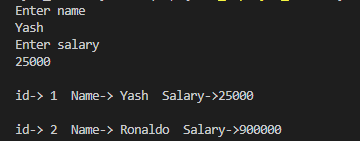 Enter name
Yash
Enter salary
25000
id-> 1  Name-> Yash  Salary->25000
id-> 2  Name-> Ronaldo  Salary->900000